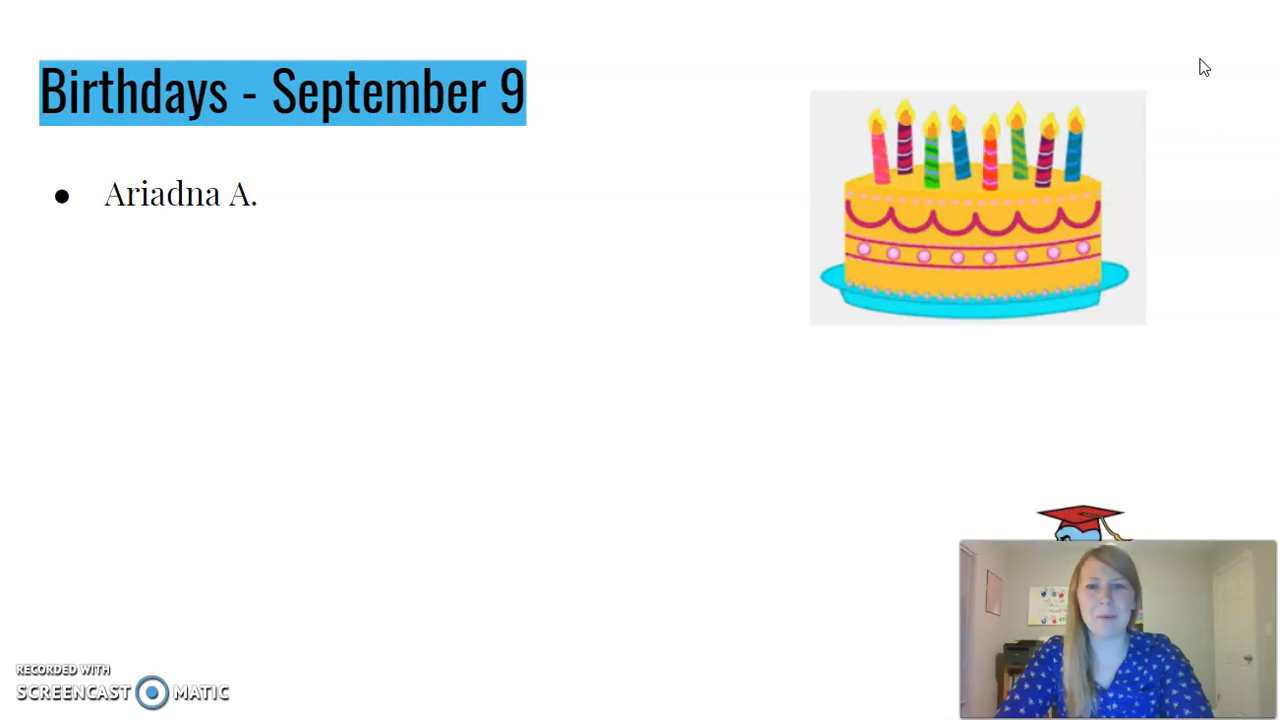 Birthdays - September 9
● Ariadna A.
RECORDED WITH
SCREENCAST MATIC